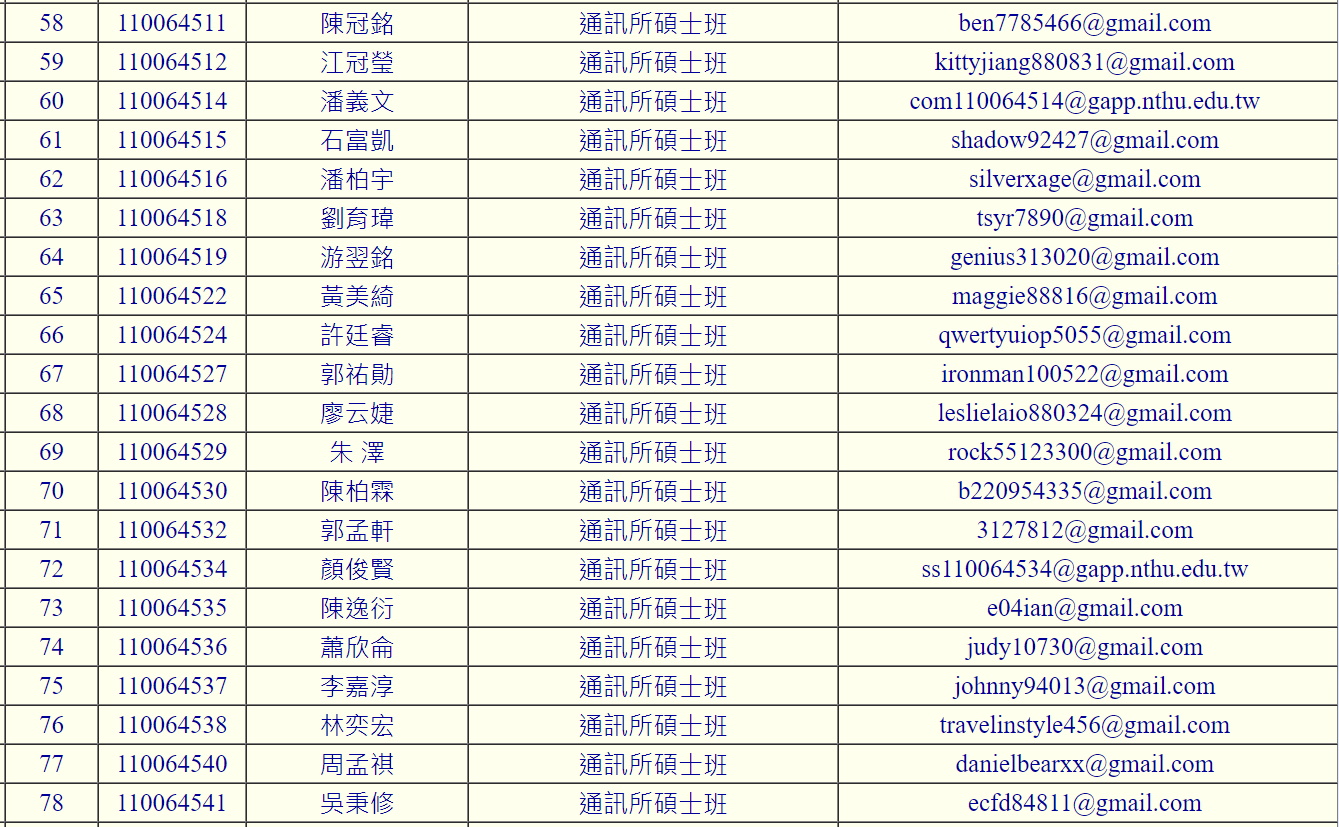 58 110064511 陳冠銘 通訊所碩士班 ben7785466@gmail.com
59 110064512 江冠瑩 通訊所碩士班 kittyjiang880831@gmail.com
60 110064514 潘義文 通訊所碩士班 com110064514@gapp.nthu.edu.tw
61 110064515 石富凱 通訊所碩士班 shadow92427@gmail.com
62 110064516 潘柏宇 通訊所碩士班 silverxage@gmail.com
63 110064518 劉育瑋 通訊所碩士班 tsyr7890@gmail.com
64 110064519 游翌銘 通訊所碩士班 genius313020@gmail.com
65 110064522 黃美綺 通訊所碩士班 maggie88816@gmail.com
66 110064524 許廷睿 通訊所碩士班 qwertyuiop5055@gmail.com
67 110064527 郭祐勛 通訊所碩士班 ironman100522@gmail.com
68 110064528 廖云婕 通訊所碩士班 leslielaio880324@gmail.com
69 110064529 朱 澤 通訊所碩士班 rock55123300@gmail.com
70 110064530 陳柏霖 通訊所碩士班 b220954335@gmail.com
71 110064532 郭孟軒 通訊所碩士班 3127812@gmail.com
72 110064534 顏俊賢 通訊所碩士班 ss110064534@gapp.nthu.edu.tw
73 110064535 陳逸衍 通訊所碩士班 e04ian@gmail.com
74 110064536 蕭欣侖 通訊所碩士班 judy10730@gmail.com
75 110064537 李嘉淳 通訊所碩士班 johnny94013@gmail.com
76 110064538 林奕宏 通訊所碩士班 travelinstyle456@gmail.com
77 110064540 周孟祺 通訊所碩士班 danielbearxx@gmail.com
78 110064541 吳秉修 通訊所碩士班 ecfd84811@gmail.com